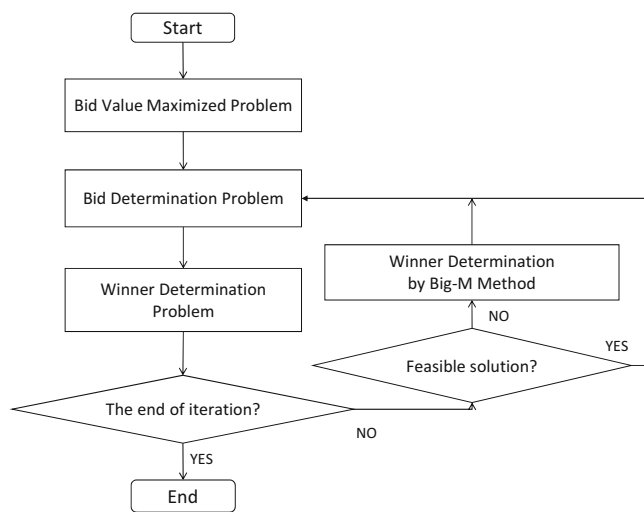 Start
Bid Value Maximized Problem
Bid Determination Problem
Winner Determination
Problem
Winner Determination
by Big-M Method
NO
YES
Feasible solution?
The end of iteration?
NO
YES
End